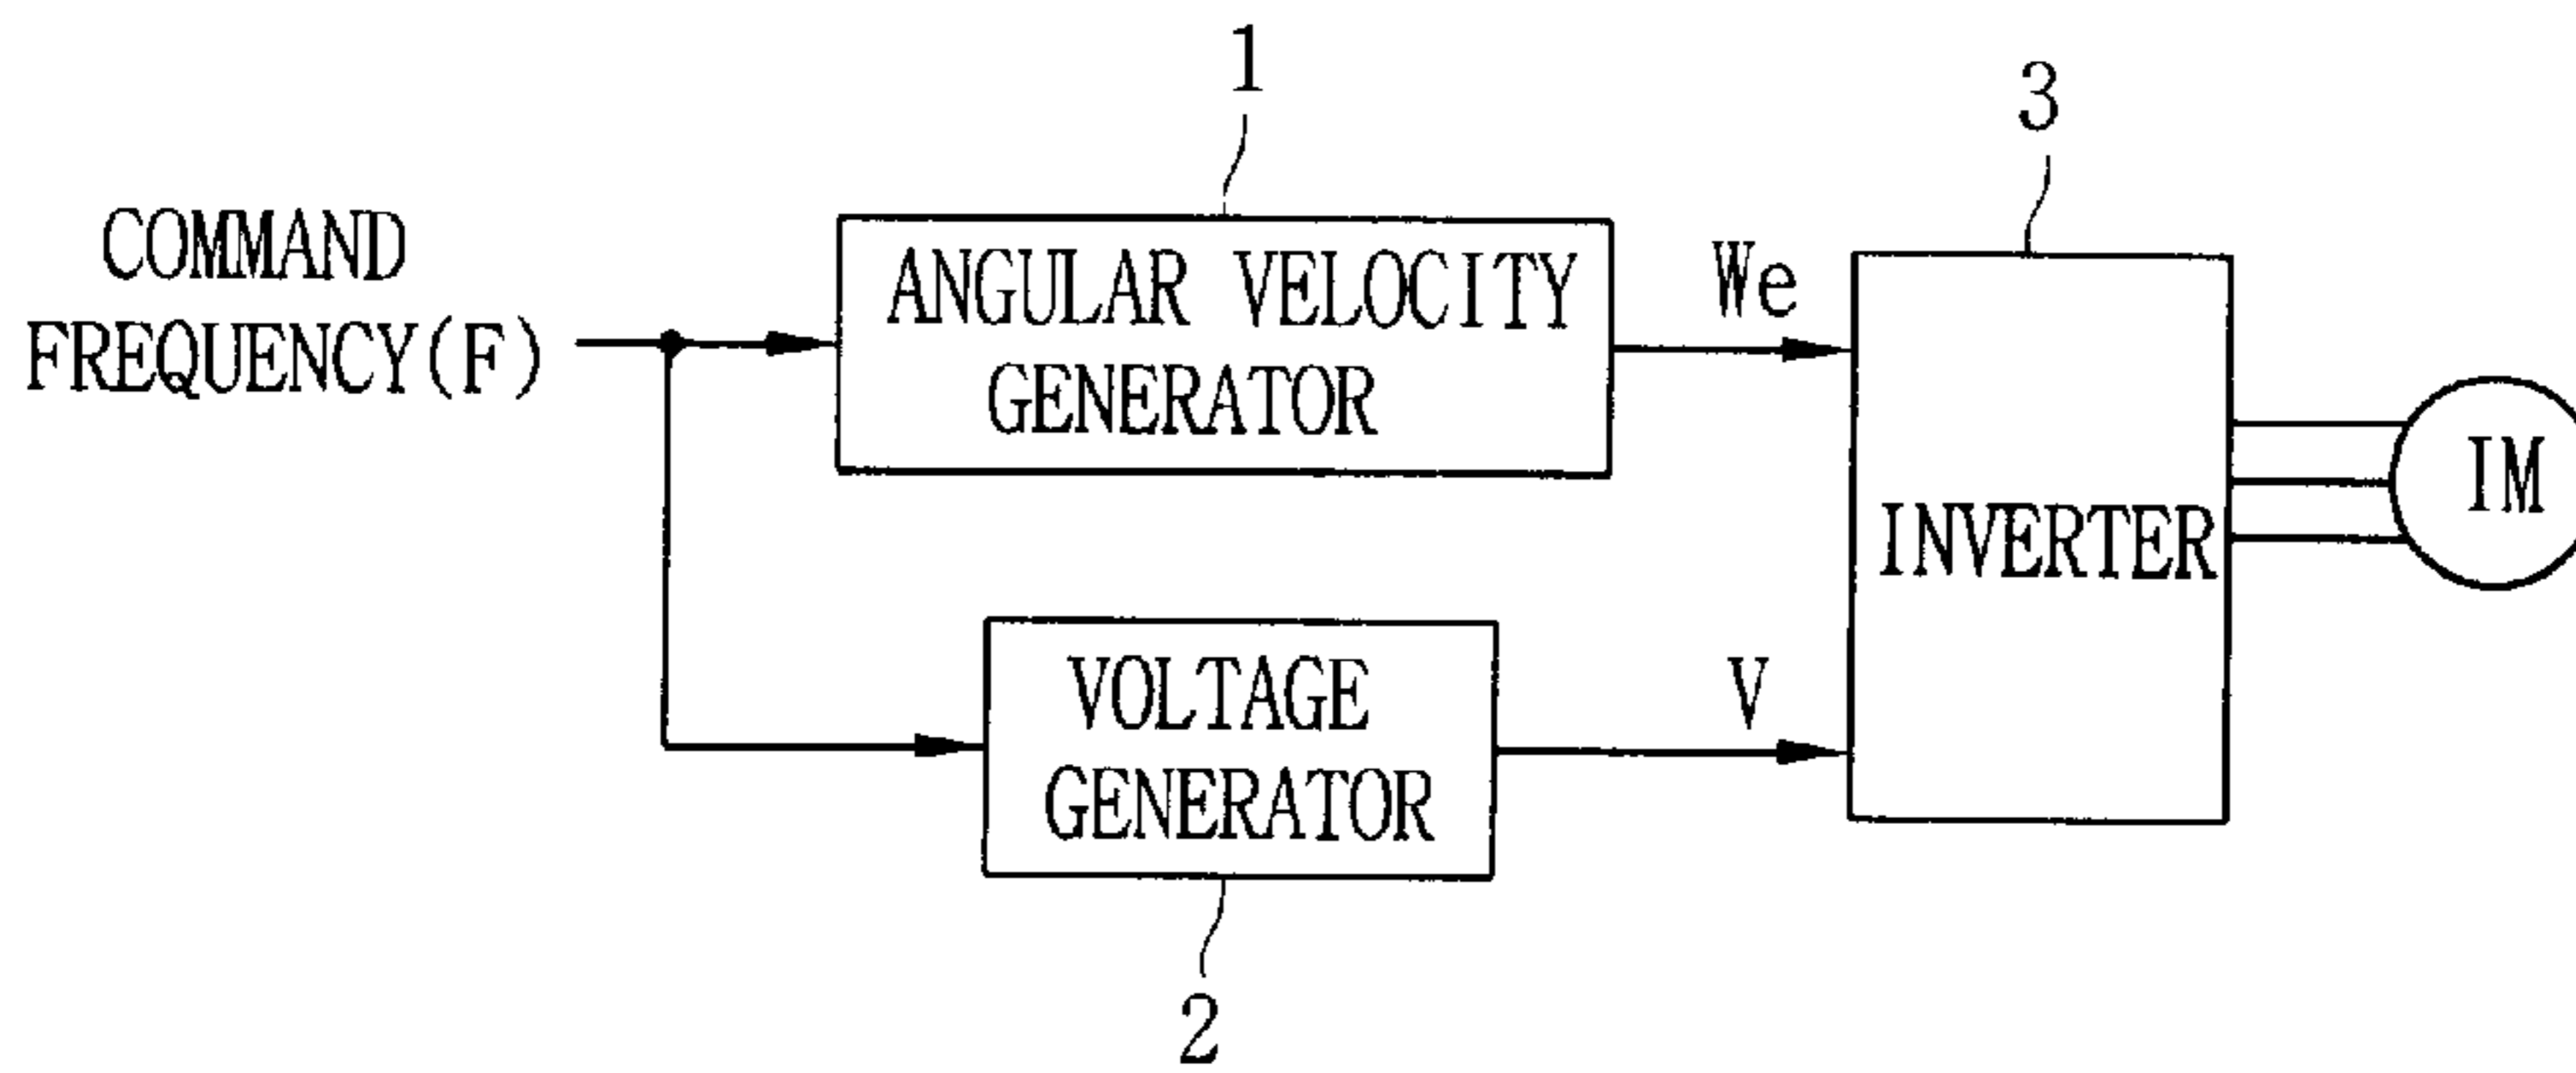 1
3
COMMAND
FREQUENCY(F)
ANGULAR VELOCITY
GENERATOR
We
INVERTER
IM
VOLTAGE
GENERATOR
V
2